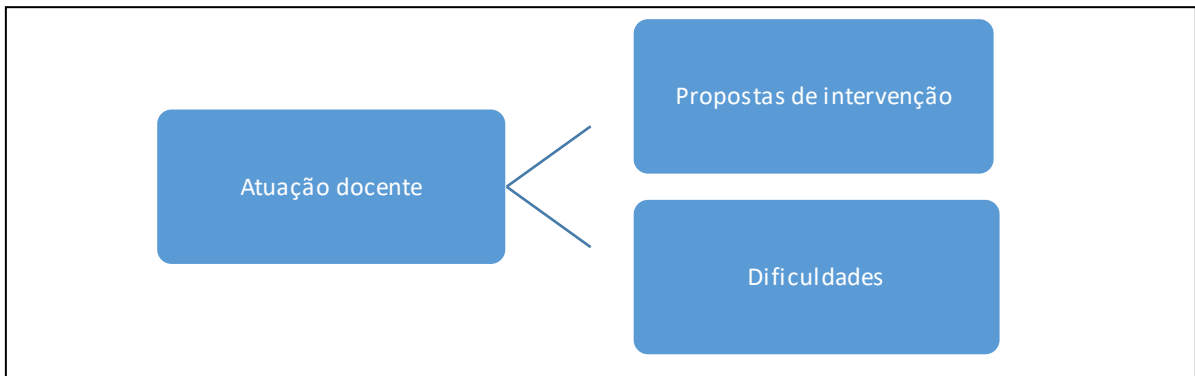 Propostas de intervenção
Atuação docente
Dificuldades